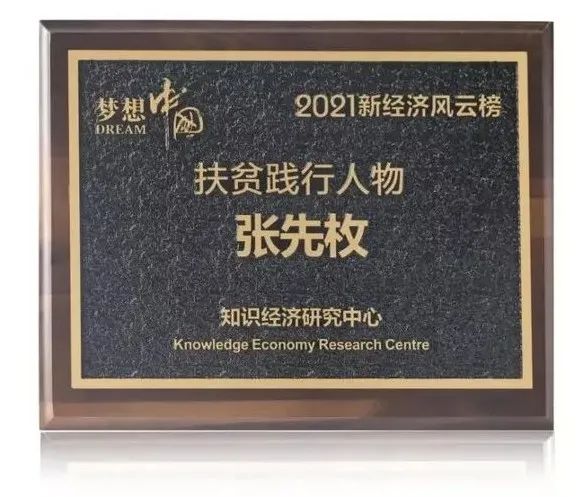 梦想中国
DREAM
2021新经济风云榜
扶贫践行人物
张先枚
知识经济研究中心
Knowledge Economy Research Centre